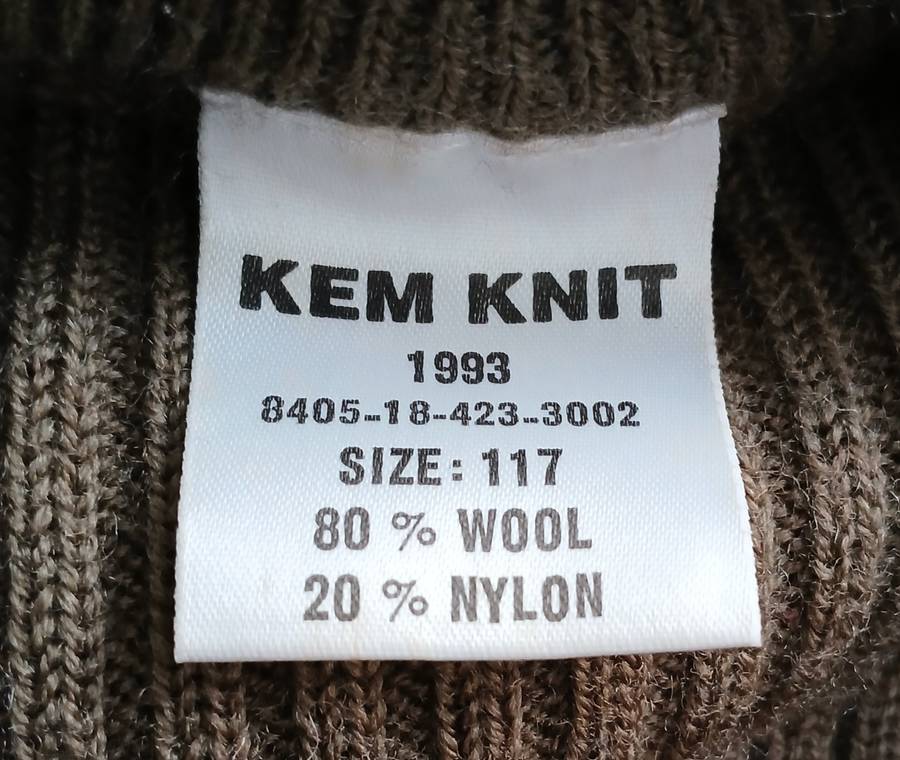 KEM KNIT
1993
8405-18-423-3002
SIZE: 117
80 % WOOL
20 % NYLON